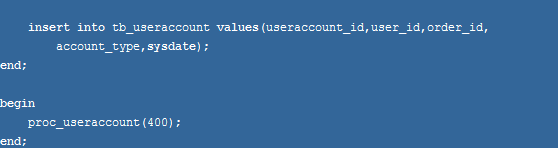 insert into tb_useraccount values(useraccount_id,user_id,order_id,
account_type,sysdate);
end;
begin
proc_useraccount(400);
end;